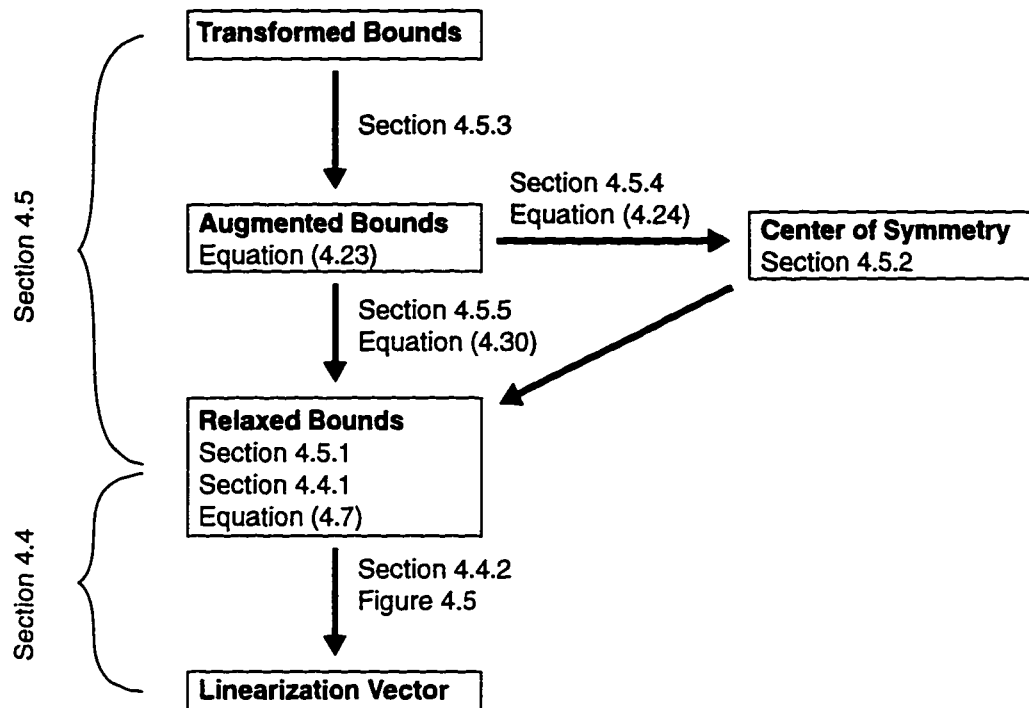 Transformed Bounds
Section 4.5.3
Section 4.5
Section 4.5.4
Equation (4.24)
Augmented Bounds
Equation (4.23)
Center of Symmetry
Section 4.5.2
Section 4.5.5
Equation (4.30)
Relaxed Bounds
Section 4.5.1
Section 4.4.1
Equation (4.7)
Section 4.4
Section 4.4.2
Figure 4.5
Linearization Vector